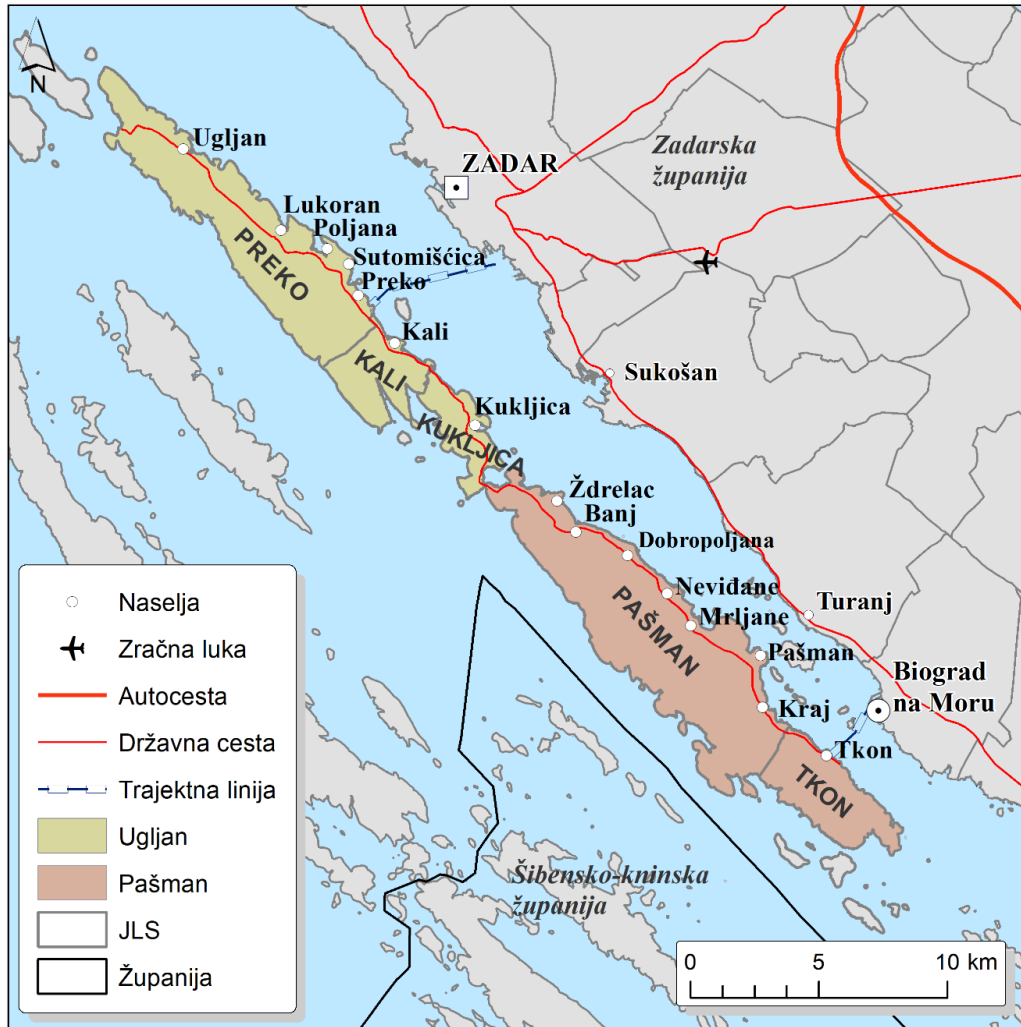 N
Ugljan
ZADAR
Zadarska
županija
Lukoran
Poljana
Sutomišćica
Preko
PREKO
Kali
KALI
Sukošan
Kukljica
KUKLJICA
Ždrelac
Banj
Dobropoljana
Neviđane
Mrljane
PAŠMAN
Turanj
Pašman
Biograd
na Moru
Kraj
Tkon
TKON
Šibensko-kninska
županija
Naselja
Zračna luka
Autocesta
Državna cesta
Trajektna linija
Ugljan
Pašman
JLS
Županija
0 5 10 km